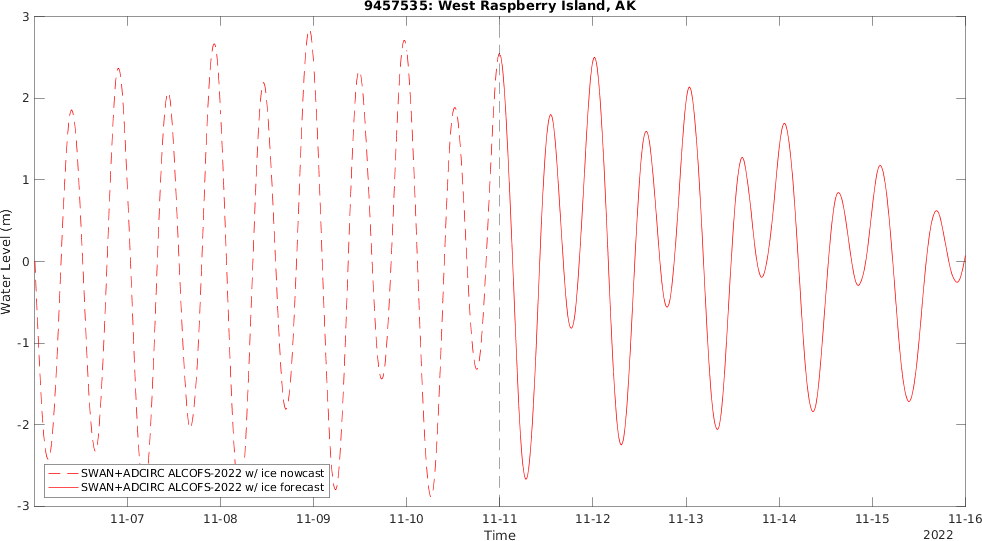 9457535: West Raspberry Island, AK
3
2
1
0
-1
-2
-3
Water Level (m)
SWAN+ADCIRC ALCOFS-2022 w/ ice nowcast
SWAN+ADCIRC ALCOFS-2022 w/ ice forecast
11-07 11-08 11-09 11-10 11-11 11-12 11-13 11-14 11-15 11-16
Time
2022